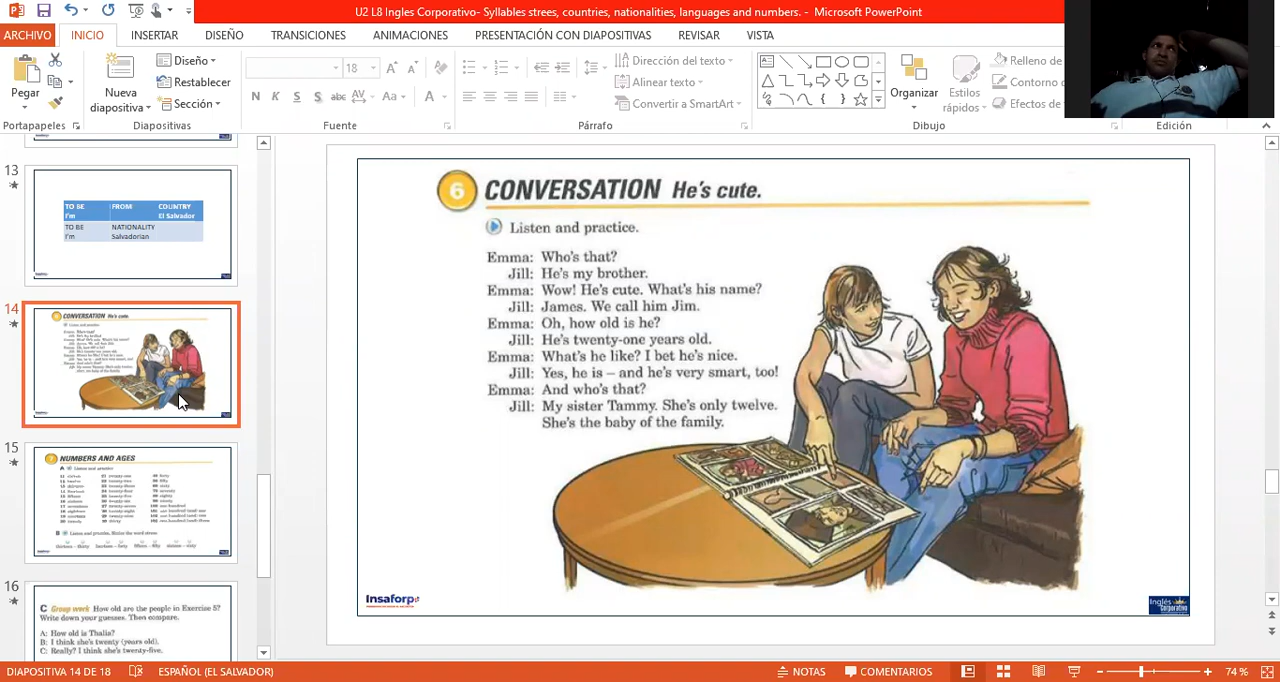 U2 L8 Ingles Corporativo- Syllables strees, countries, nationalities, languages and numbers. - Microsoft PowerPoint
ARCHIVO
INICIO
INSERTAR
DISEÑO
TRANSICIONES
ANIMACIONES
PRESENTACIÓN CON DIAPOSITIVAS
REVISAR
VISTA
Pegar
Nueva
diapositiva
Diseño
Restablecer
Sección
18
N K S S abc AV Aa A
Dirección del texto
Alinear texto
Convertir a SmartArt
Organizar
Estilos
rápidos
Relleno de
Contorno
Efectos de
Portapapeles
Diapositivas
Fuente
Párrafo
Dibujo
Edición
13
TO BE FROM COUNTRY
I'm El Salvador
TO BE NATIONALITY
I'm Salvadorian
14
6 CONVERSATION He's cute.
15
7 NUMBERS AND AGES
16
C Group work How old are the people in Exercise 5?
Write down your guesses. Then compare.
A: How old is Thalia?
B: I think she's twenty (years old).
C: Really? I think she's twenty-five.
6 CONVERSATION He's cute.
Listen and practice.
Emma: Who's that?
Jill: He's my brother.
Emma: Wow! He's cute. What's his name?
Jill: James. We call him Jim.
Emma: Oh, how old is he?
Jill: He's twenty-one years old.
Emma: What's he like? I bet he's nice.
Jill: Yes, he is – and he's very smart, too!
Emma: And who's that?
Jill: My sister Tammy. She's only twelve.
She's the baby of the family.
Insaforp
Inglés
Corporativo
DIAPOSITIVA 14 DE 18
ESPAÑOL (EL SALVADOR)
NOTAS
COMENTARIOS
74 %